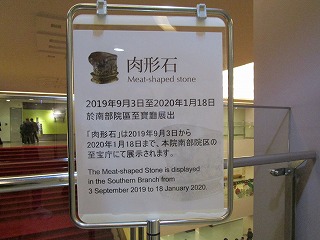 肉形石
Meat-shaped stone
2019年9月3日至2020年1月18日
於南部院區至寶廳展出
「肉形石」は2019年9月3日から
2020年1月18日まで、本院南部院区の
至宝庁にて展示されます。
The Meat-shaped Stone is displayed
in the Southern Branch from
3 September 2019 to 18 January 2020.